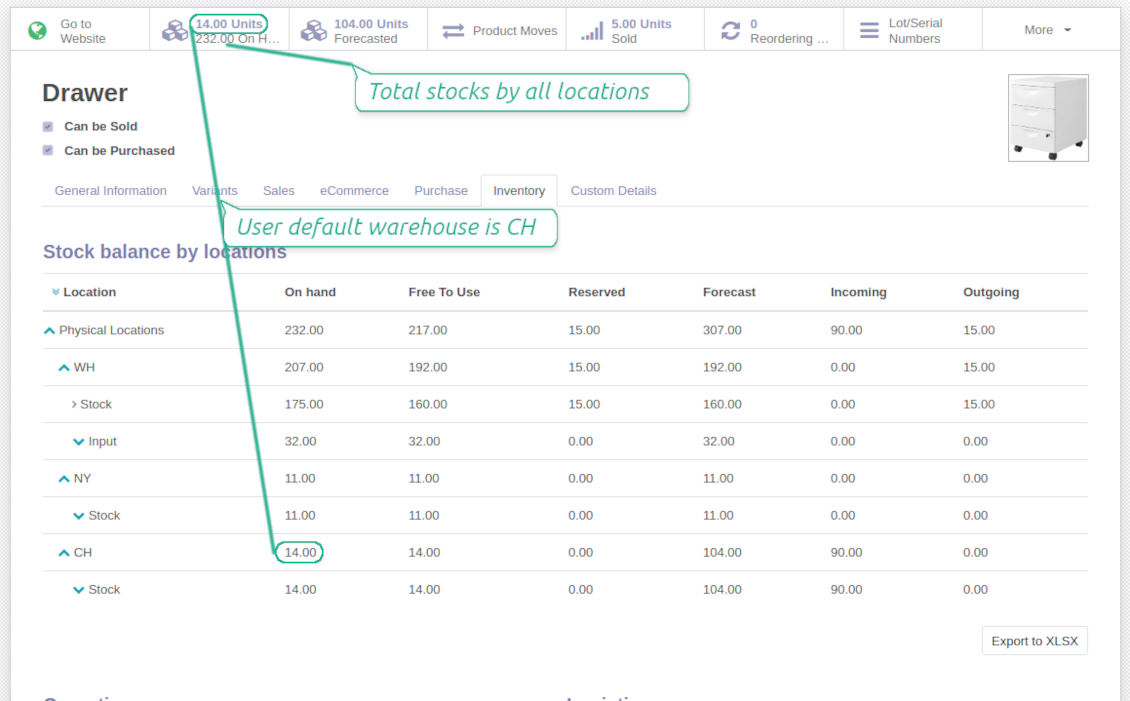 Go to Website
14.00 Units
232.00 On H...
104.00 Units
Forecasted
Product Moves
5.00 Units
Sold
0
Reordering ...
Lot/Serial Numbers
More
Total stocks by all locations
Drawer
Can be Sold
Can be Purchased
General Information Variants Sales eCommerce Purchase Inventory Custom Details
User default warehouse is CH
Stock balance by locations
Location On hand Free To Use Reserved Forecast Incoming Outgoing
Physical Locations 232.00 217.00 15.00 307.00 90.00 15.00
WH 207.00 192.00 15.00 192.00 0.00 15.00
Stock 175.00 160.00 15.00 160.00 0.00 15.00
Input 32.00 32.00 0.00 32.00 0.00 0.00
NY 11.00 11.00 0.00 11.00 0.00 0.00
Stock 11.00 11.00 0.00 11.00 0.00 0.00
CH 14.00 14.00 0.00 104.00 90.00 0.00
Stock 14.00 14.00 0.00 104.00 90.00 0.00
Export to XLSX